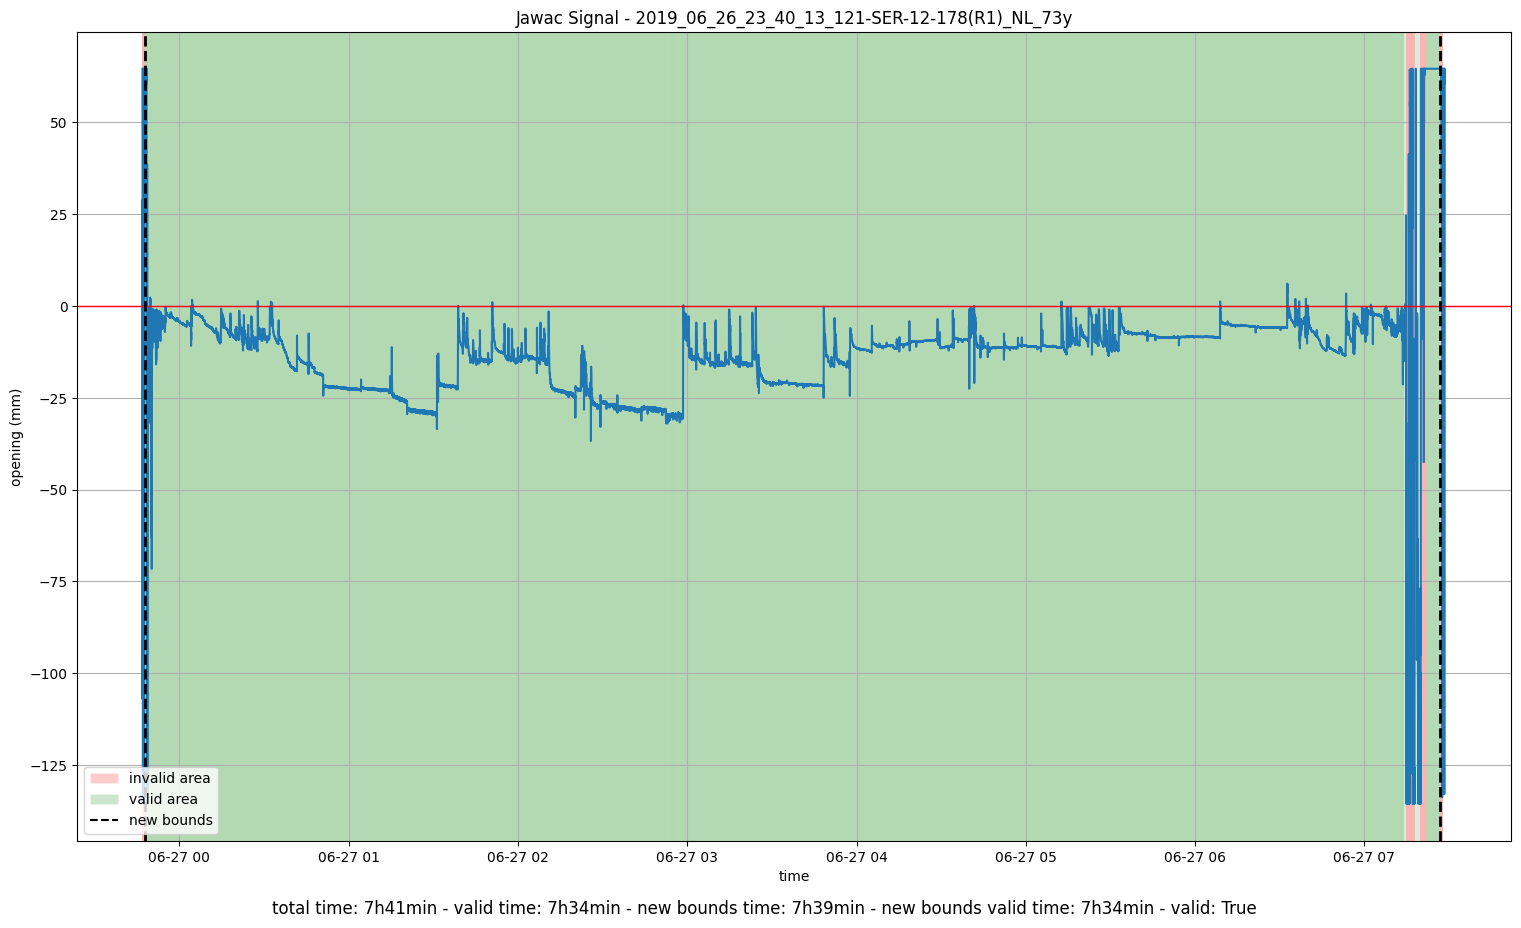 Jawac Signal - 2019_06_26_23_40_13_121-SER-12-178(R1)_NL_73y
opening (mm)
50
25
0
−25
−50
−75
−100
−125
invalid area
valid area
new bounds
06-27 00
06-27 01
06-27 02
06-27 03
06-27 04
06-27 05
06-27 06
06-27 07
time
total time: 7h41min - valid time: 7h34min - new bounds time: 7h39min - new bounds valid time: 7h34min - valid: True